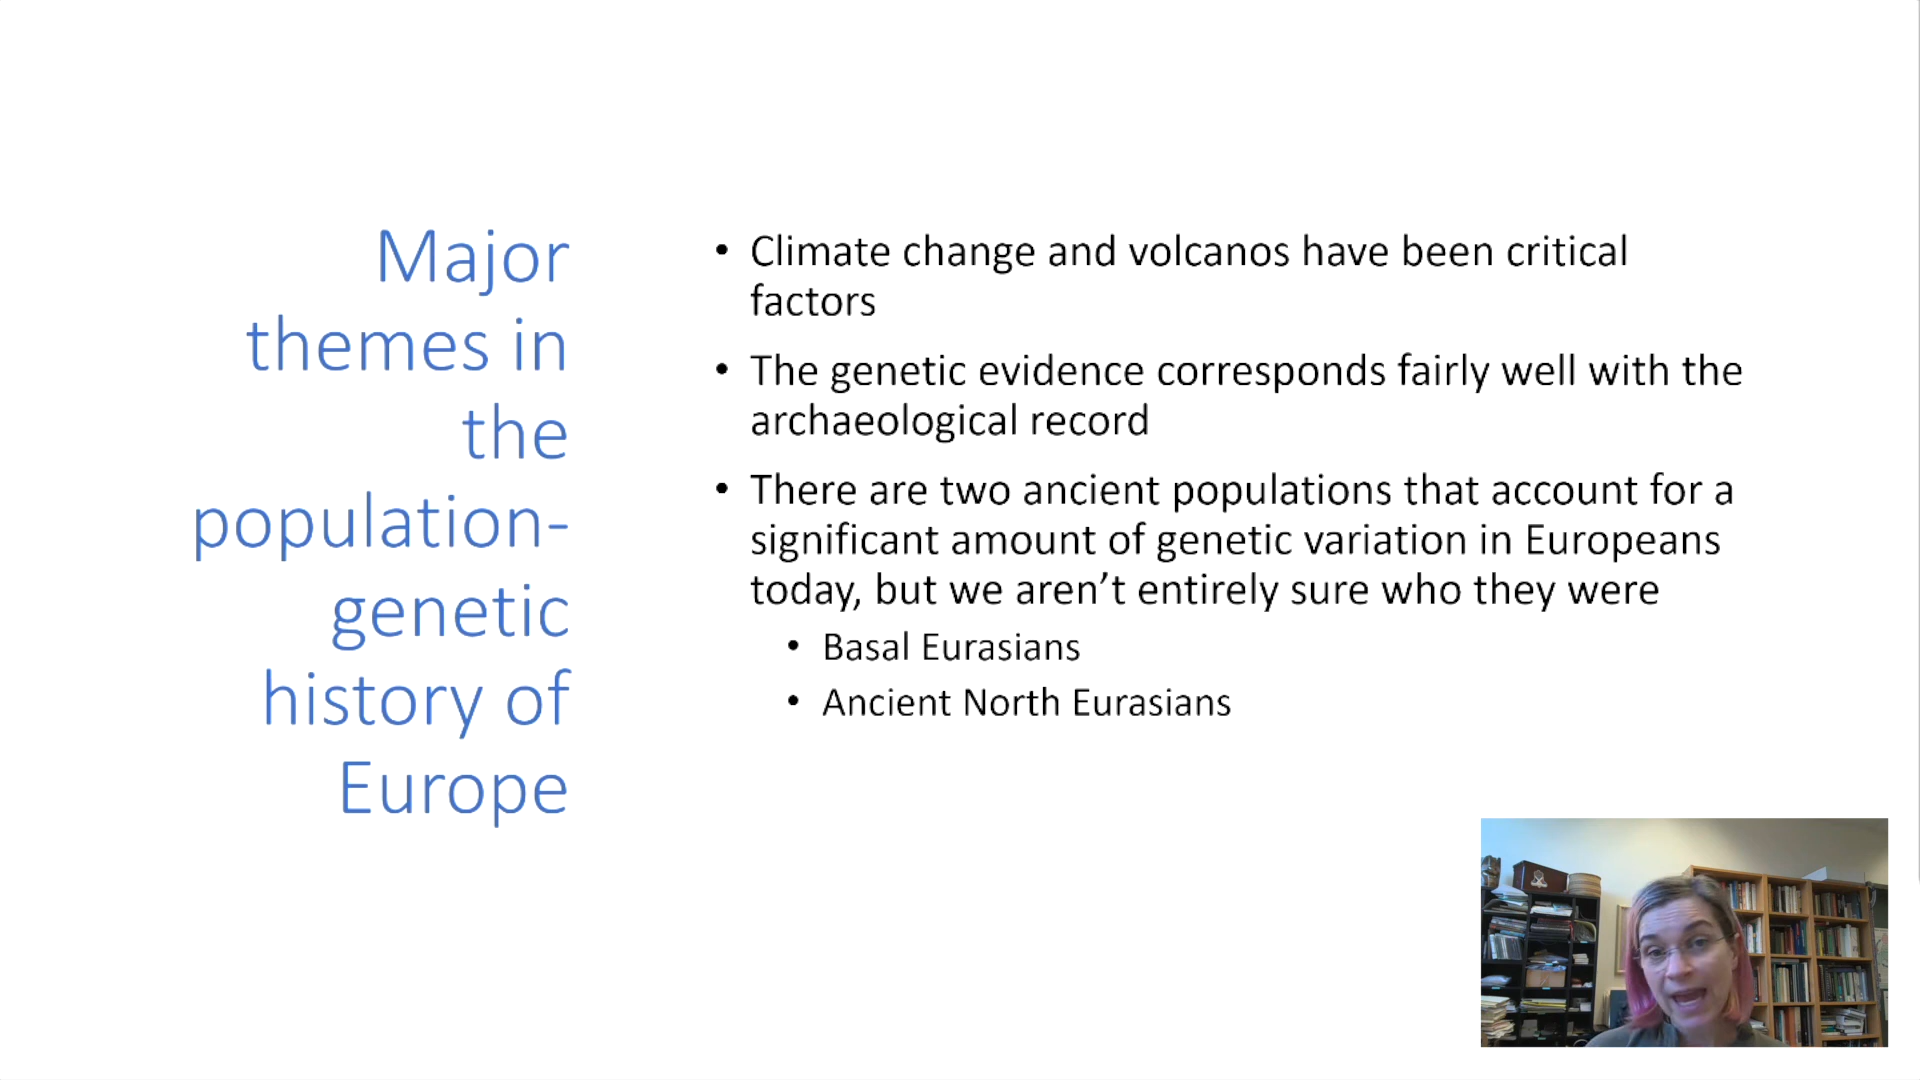 Major
themes in
the
population-
genetic
history of
Europe
• Climate change and volcanos have been critical
factors
• The genetic evidence corresponds fairly well with the
archaeological record
• There are two ancient populations that account for a
significant amount of genetic variation in Europeans
today, but we aren’t entirely sure who they were
• Basal Eurasians
• Ancient North Eurasians